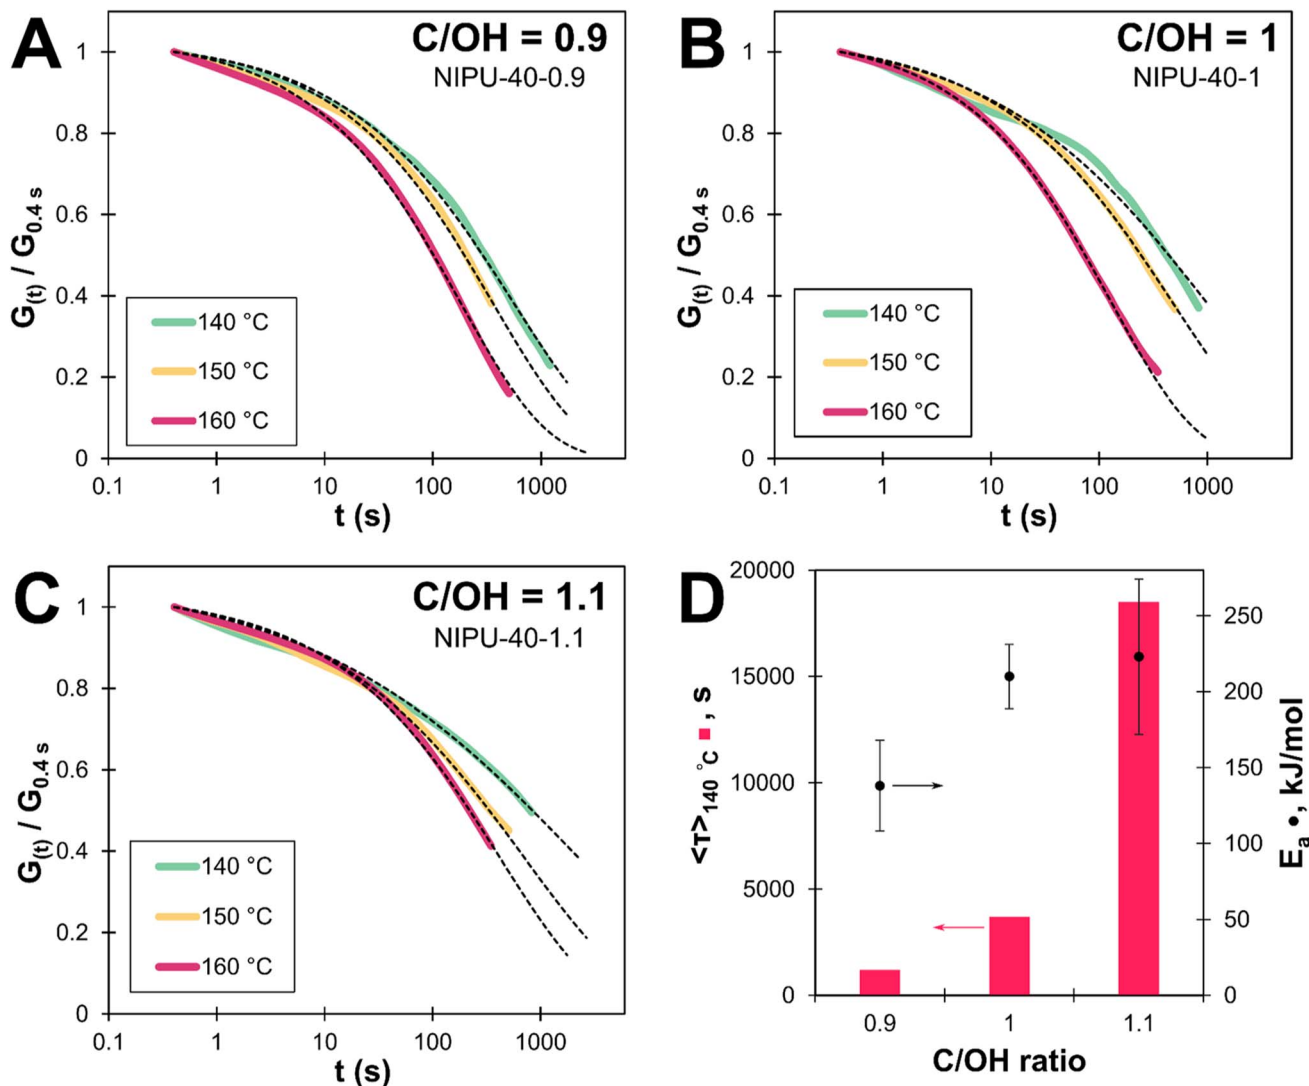 A
C/OH = 0.9
NIPU-40-0.9
G(t) / G0.4 s
1
0.8
0.6
0.4
0.2
0
140 °C
150 °C
160 °C
0.1
1
10
100
1000
t (s)
B
C/OH = 1
NIPU-40-1
G(t) / G0.4 s
1
0.8
0.6
0.4
0.2
0
140 °C
150 °C
160 °C
0.1
1
10
100
1000
t (s)
C
C/OH = 1.1
NIPU-40-1.1
G(t) / G0.4 s
1
0.8
0.6
0.4
0.2
0
140 °C
150 °C
160 °C
0.1
1
10
100
1000
t (s)
D
<τ>140 °C ■, s
20000
15000
10000
5000
0
250
200
150
100
50
0
Ea •, kJ/mol
0.9
1
1.1
C/OH ratio